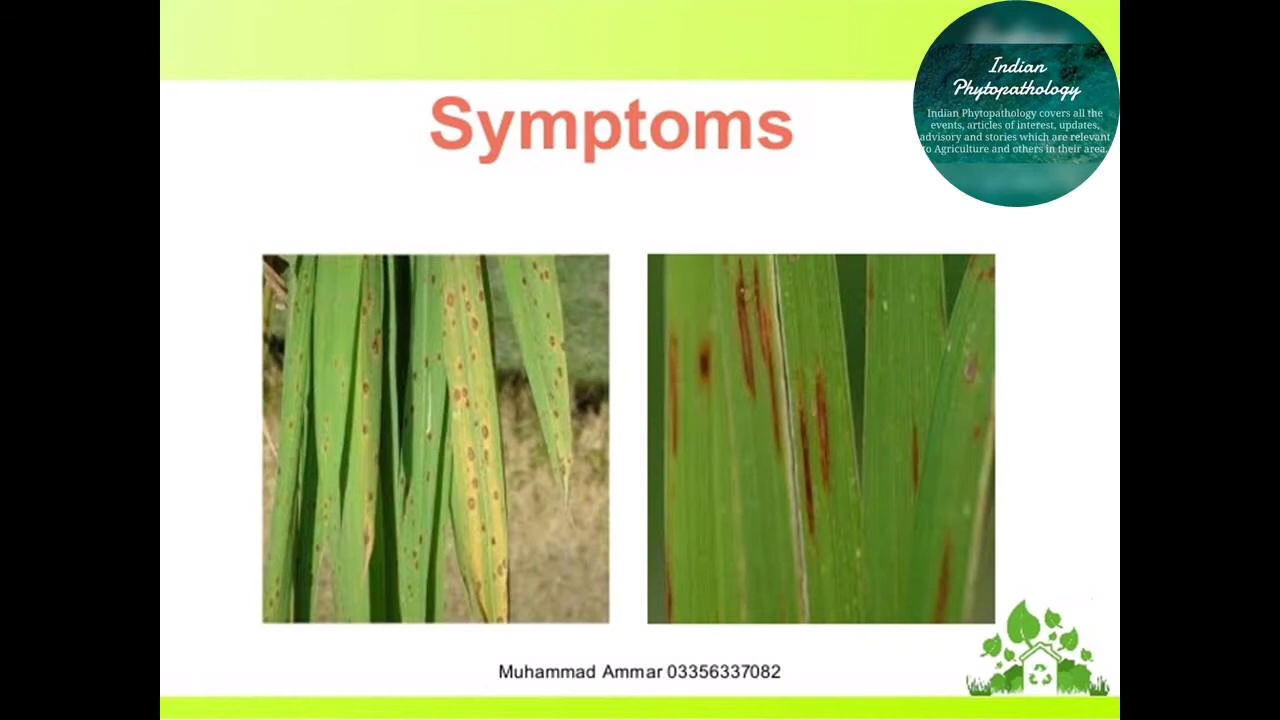 Indian
Phytopathology
Indian Phytopathology covers all the
events, articles of interest, updates,
advisory and stories which are relevant
to Agriculture and others in their area.
Symptoms
Muhammad Ammar 03356337082